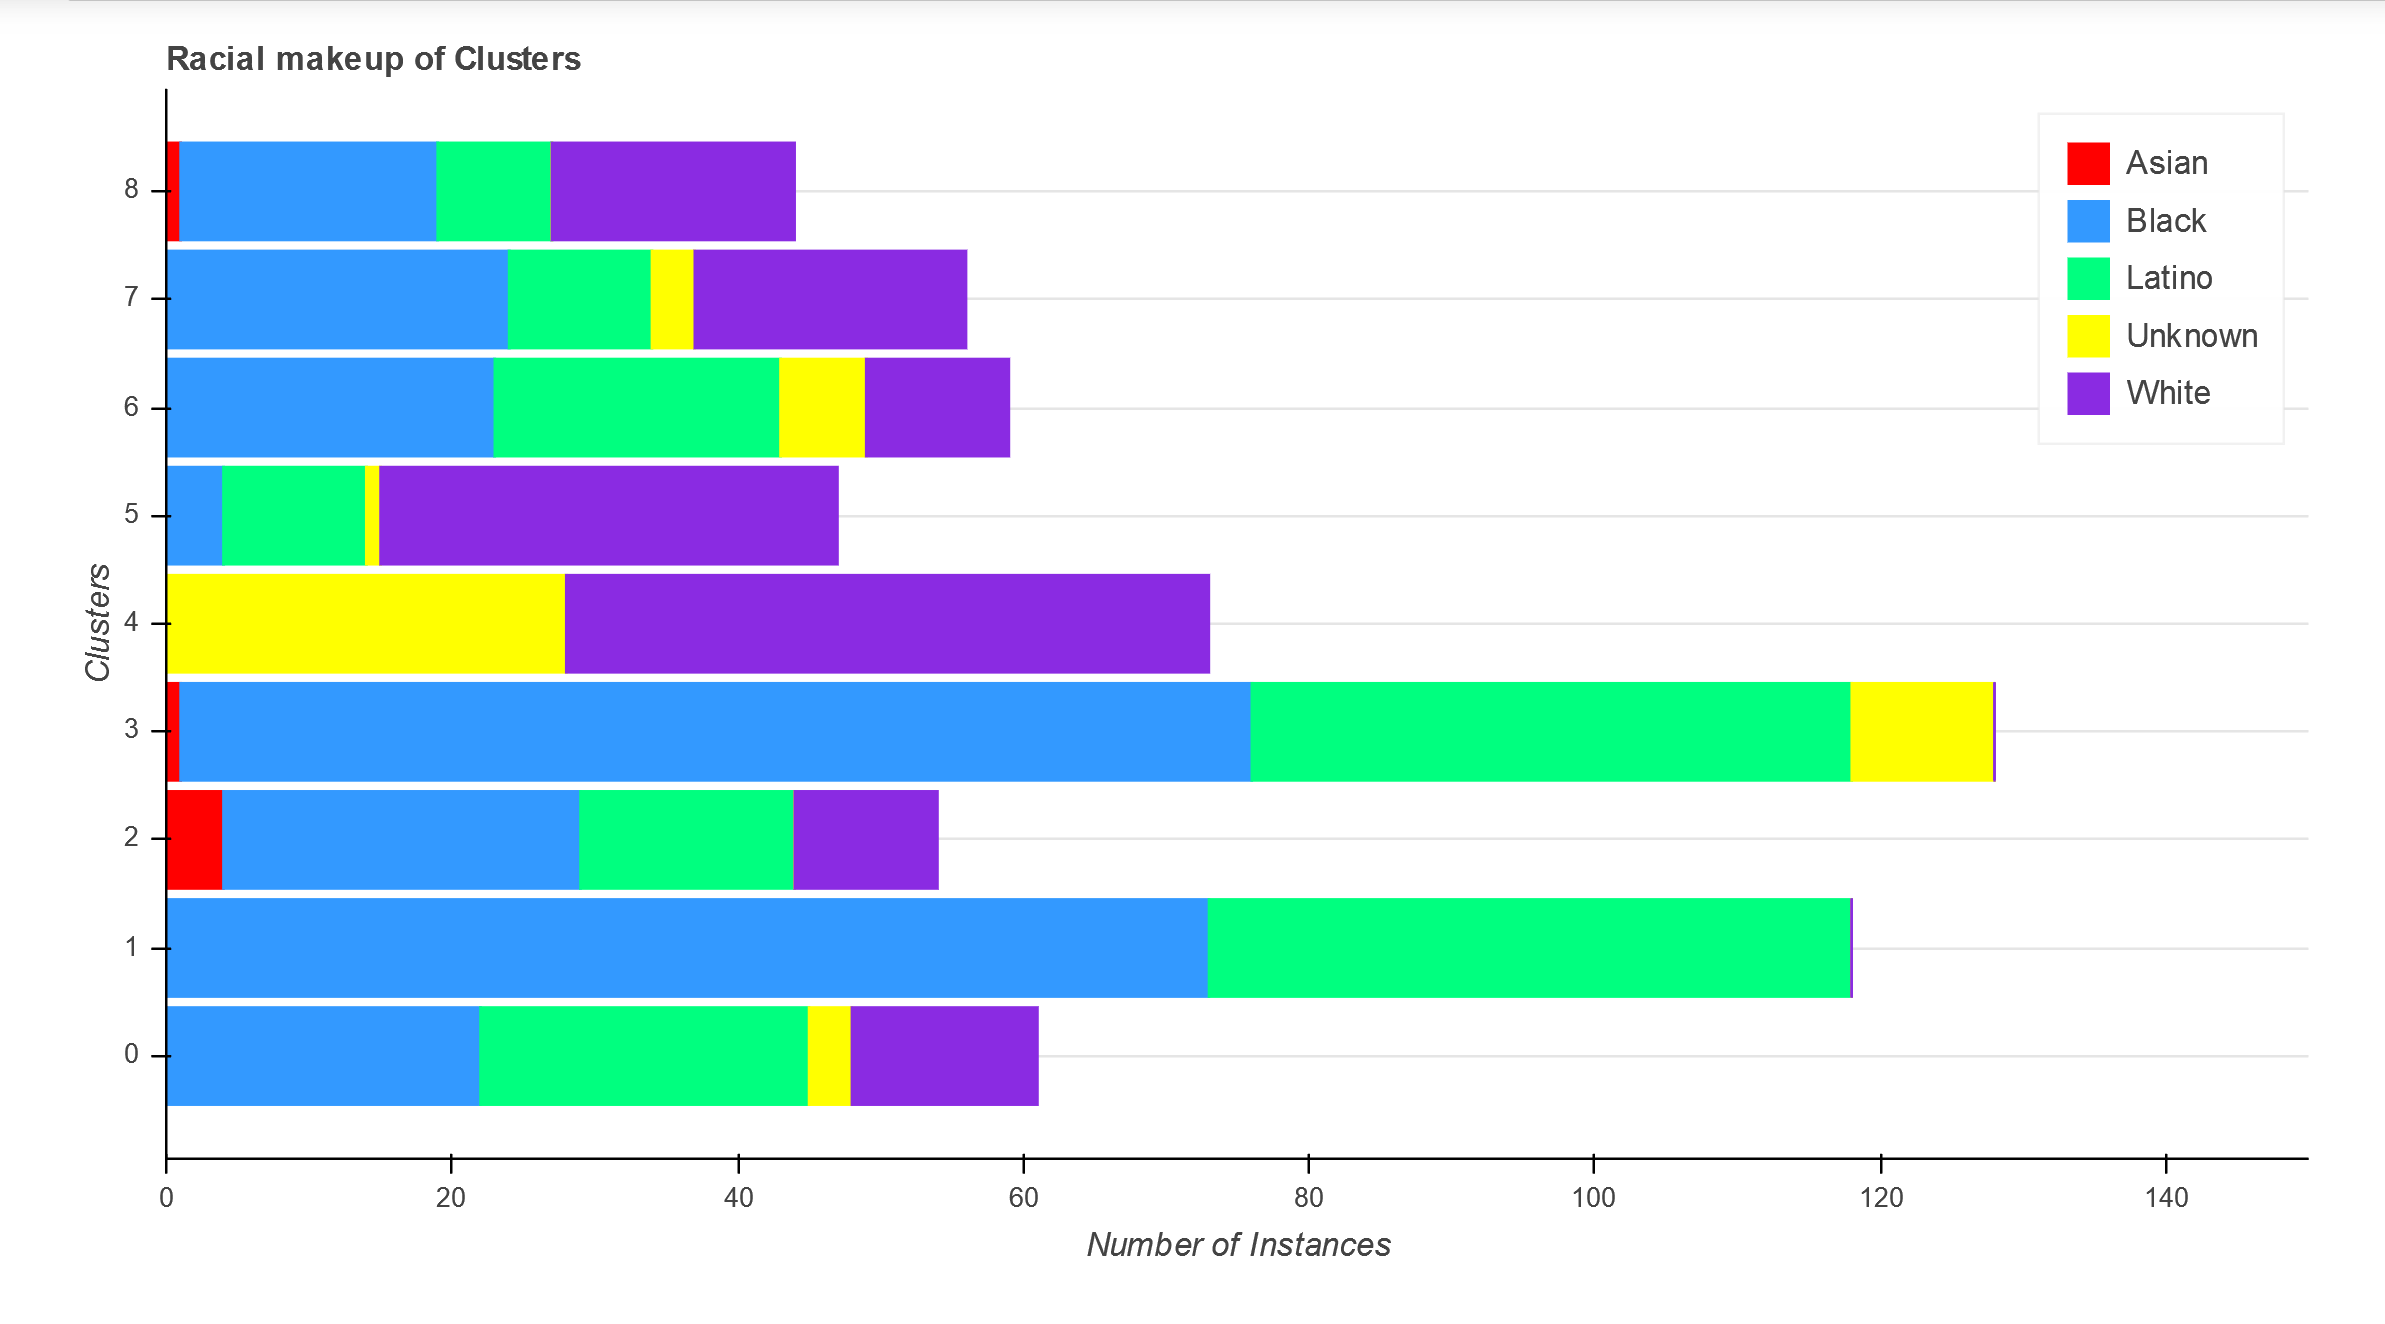 Racial makeup of Clusters
Asian
Black
Latino
Unknown
White
8
7
6
5
4
3
2
1
0
Clusters
0 20 40 60 80 100 120 140
Number of Instances